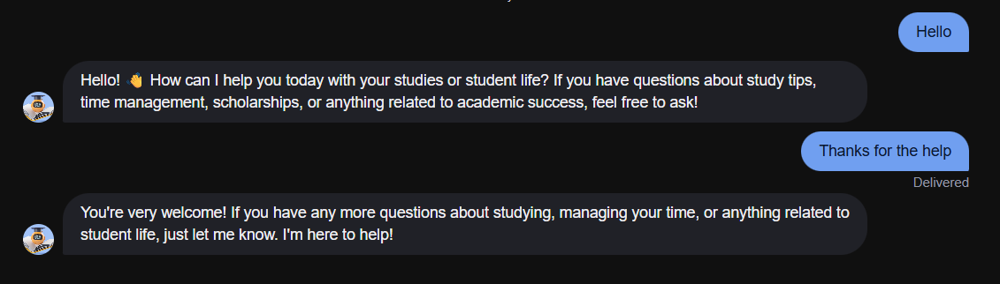 Hello
Hello! 👋 How can I help you today with your studies or student life? If you have questions about study tips,
time management, scholarships, or anything related to academic success, feel free to ask!
Thanks for the help
Delivered
You're very welcome! If you have any more questions about studying, managing your time, or anything related to
student life, just let me know. I'm here to help!